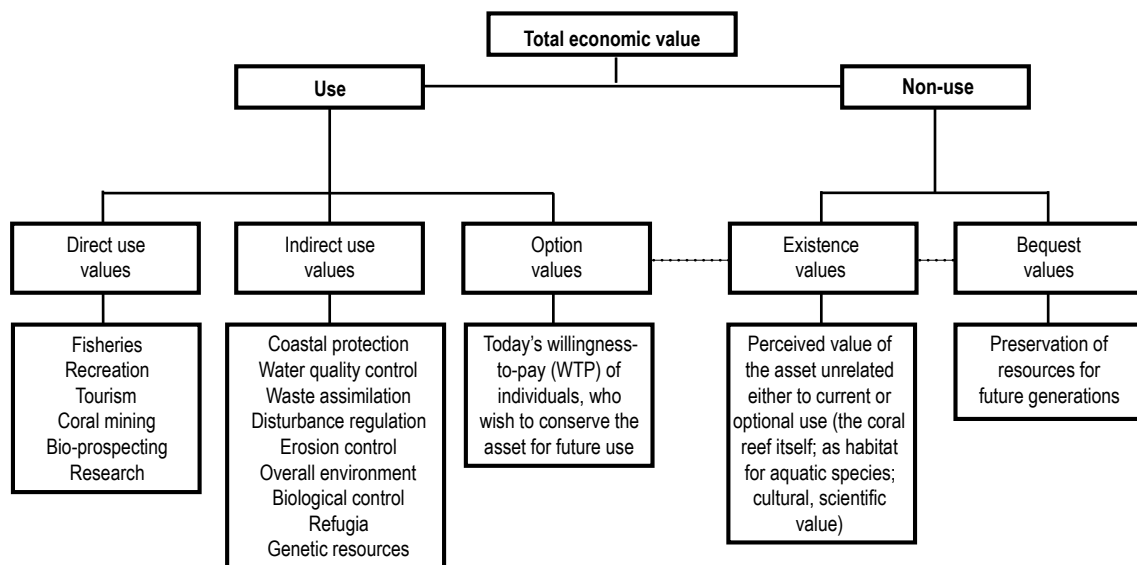 Total economic value
Use
Non-use
Direct use
values
Indirect use
values
Option
values
Existence
values
Bequest
values
Fisheries
Recreation
Tourism
Coral mining
Bio-prospecting
Research
Coastal protection
Water quality control
Waste assimilation
Disturbance regulation
Erosion control
Overall environment
Biological control
Refugia
Genetic resources
Today's willingness-
to-pay (WTP) of
individuals, who
wish to conserve the
asset for future use
Perceived value of
the asset unrelated
either to current or
optional use (the coral
reef itself; as habitat
for aquatic species;
cultural, scientific
value)
Preservation of
resources for
future generations